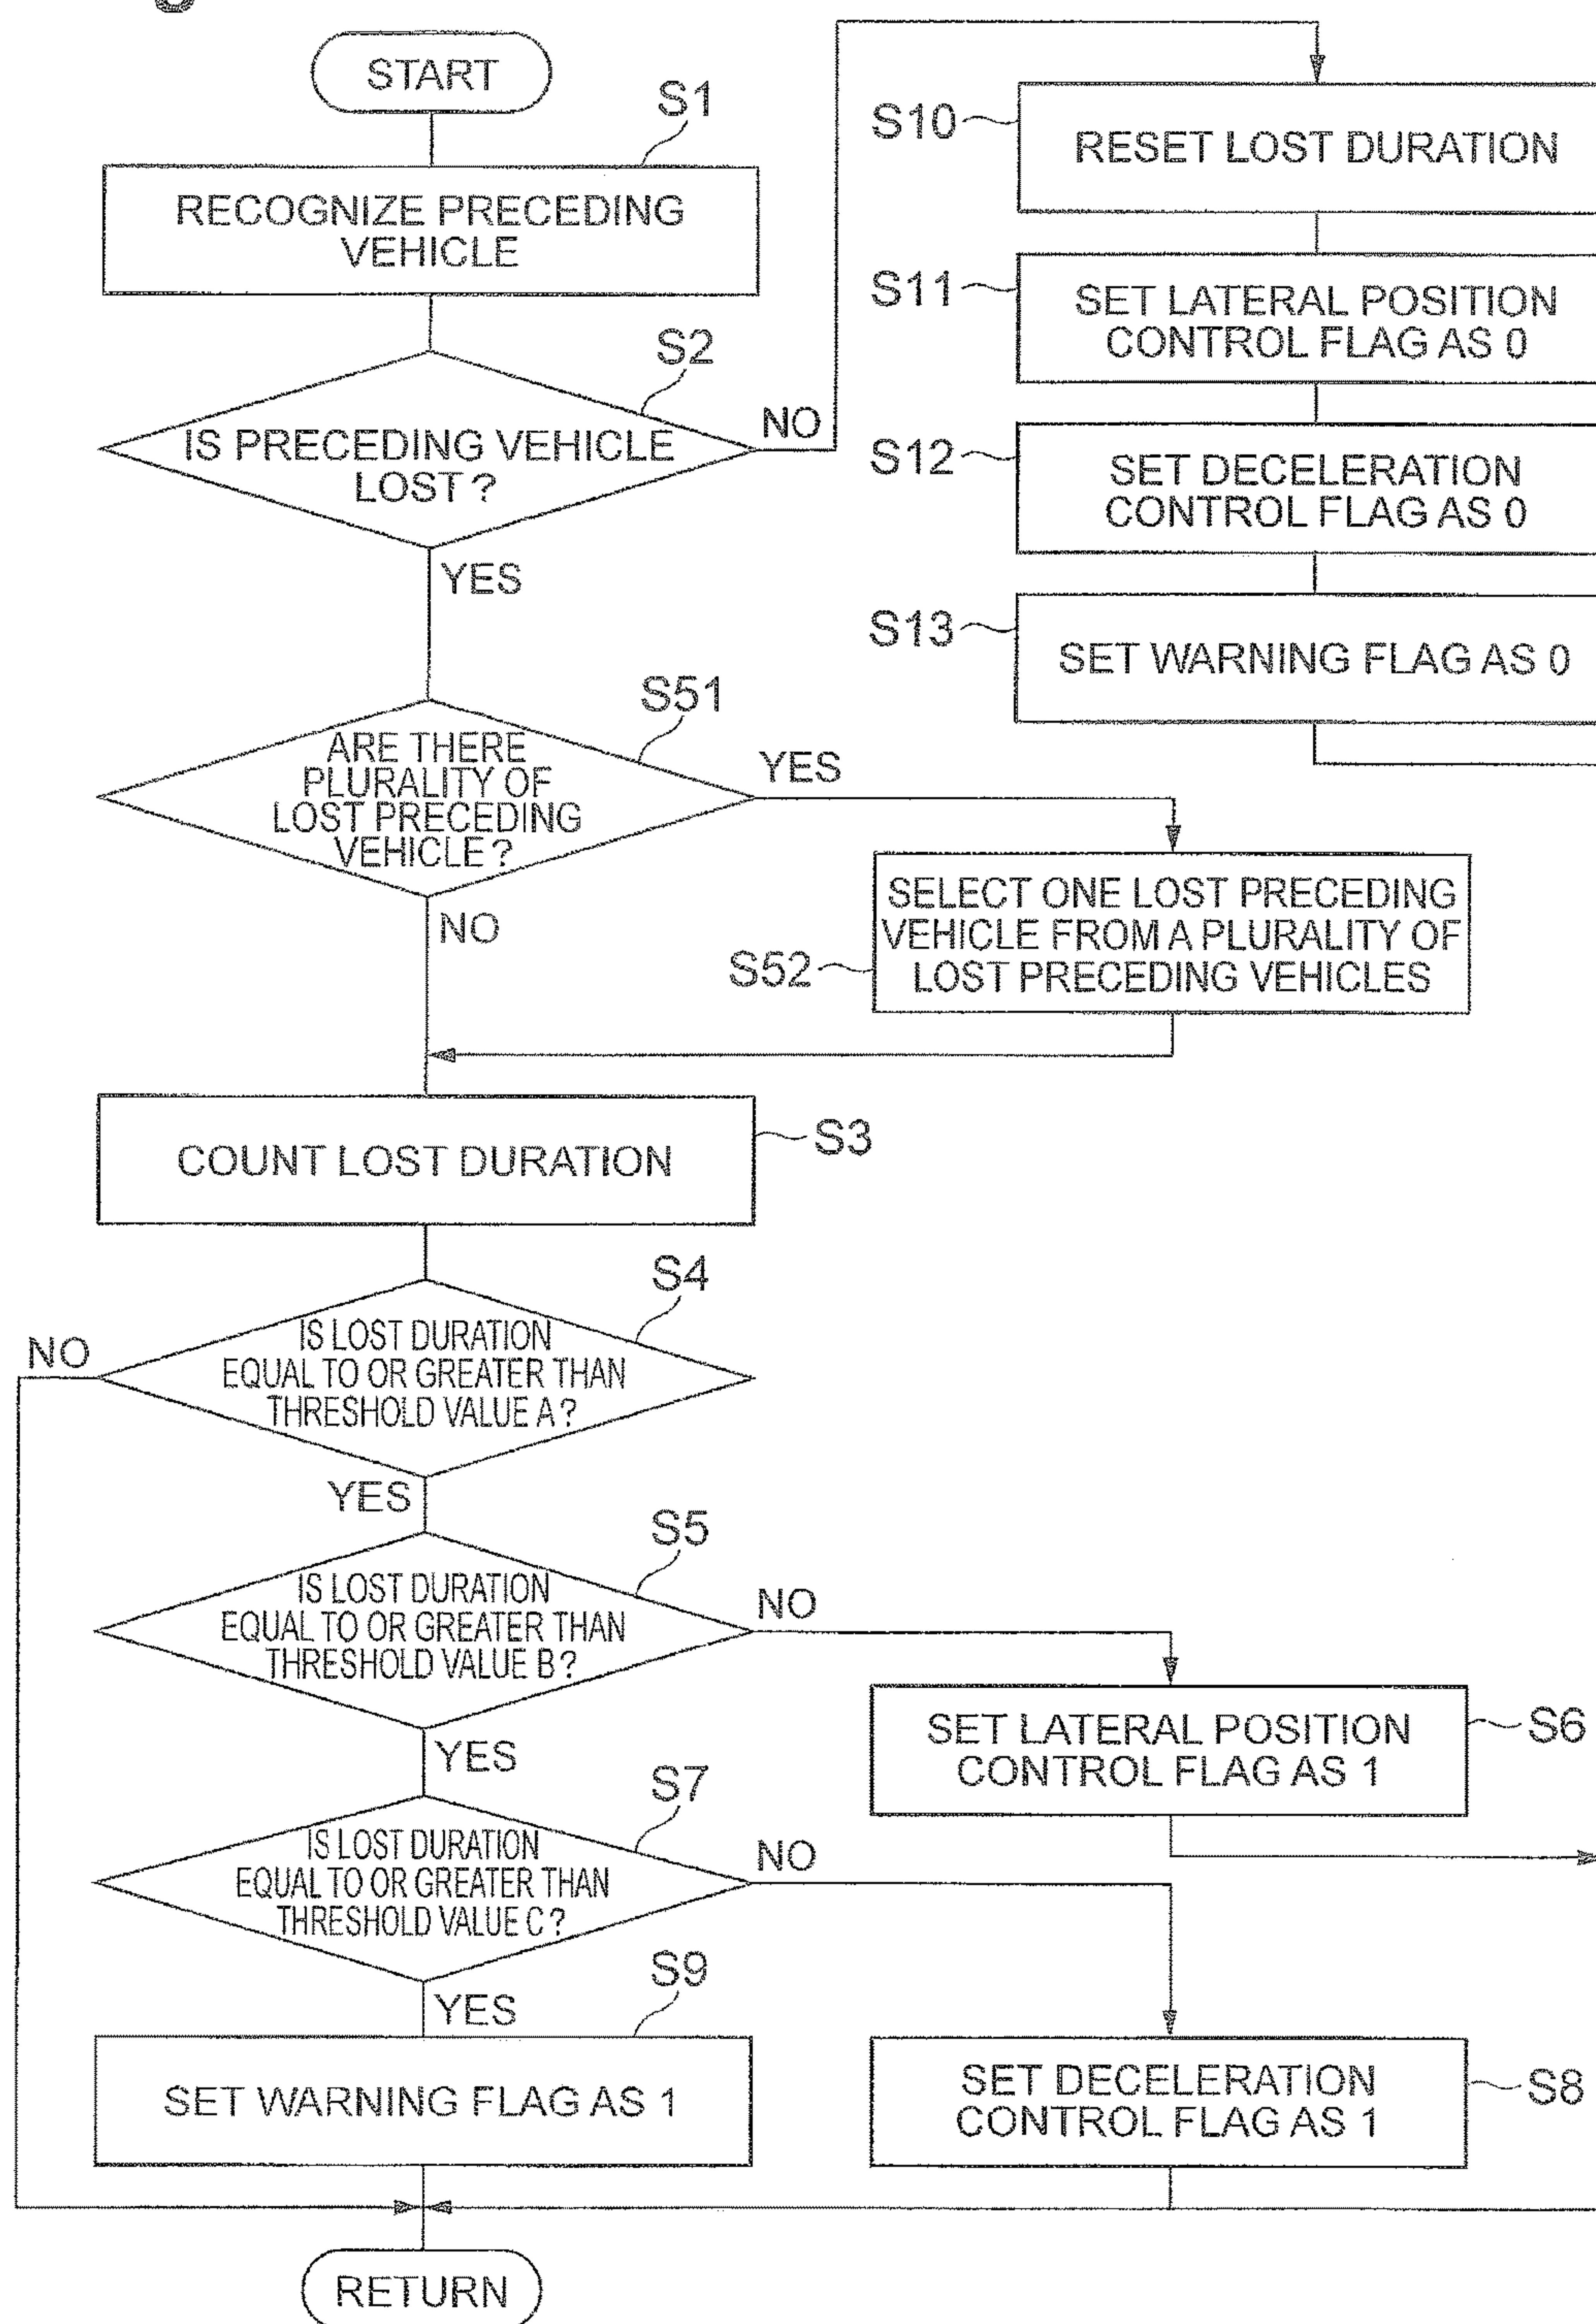 START
S1
RECOGNIZE PRECEDING
VEHICLE
S2
IS PRECEDING VEHICLE
LOST ?
NO
YES
S10
RESET LOST DURATION
S11
SET LATERAL POSITION
CONTROL FLAG AS 0
S12
SET DECELERATION
CONTROL FLAG AS 0
S13
SET WARNING FLAG AS 0
S51
ARE THERE
PLURALITY OF
LOST PRECEDING
VEHICLE ?
YES
NO
S52
SELECT ONE LOST PRECEDING
VEHICLE FROM A PLURALITY OF
LOST PRECEDING VEHICLES
COUNT LOST DURATION
S3
S4
NO
IS LOST DURATION
EQUAL TO OR GREATER THAN
THRESHOLD VALUE A ?
YES
S5
IS LOST DURATION
EQUAL TO OR GREATER THAN
THRESHOLD VALUE B ?
NO
YES
SET LATERAL POSITION
CONTROL FLAG AS 1
S6
S7
IS LOST DURATION
EQUAL TO OR GREATER THAN
THRESHOLD VALUE C ?
NO
YES
S9
SET WARNING FLAG AS 1
SET DECELERATION
CONTROL FLAG AS 1
S8
RETURN